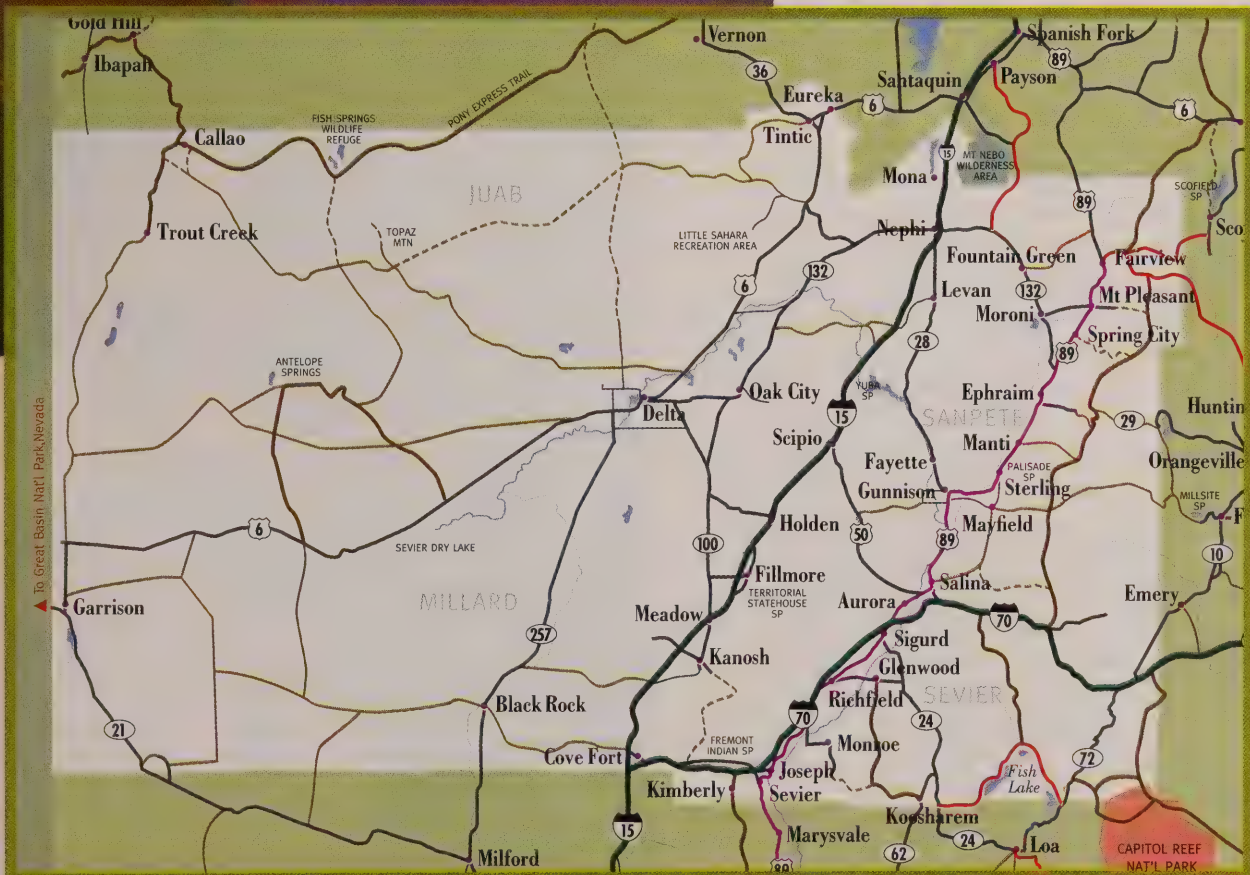 Gold Hill
Ibapah
Vernon
36
Spanish Fork
89
Payson
Santaquin
Eureka
6
6
Tintic
PONY EXPRESS TRAIL
FISH SPRINGS
WILDLIFE
REFUGE
Callao
15
MT NEBO
WILDERNESS
AREA
Mona
JUAB
SCOFIELD
SP
89
Trout Creek
TOPAZ
MTN
LITTLE SAHARA
RECREATION AREA
Nephi
Fountain Green
Fairview
132
6
Levan
132
Mt Pleasant
Moroni
28
Spring City
89
ANTELOPE
SPRINGS
Delta
Oak City
YUBA
SP
Ephraim
15
SANPETE
29
Scipio
Manti
Orangeville
Fayette
PALISADE
SP
Gunnison
Sterling
MILLSITE
SP
To Great Basin Nat'l Park, Nevada
6
SEVIER DRY LAKE
Holden
Mayfield
50
89
100
10
Fillmore
TERRITORIAL
STATEHOUSE
SP
Salina
MILLARD
Garrison
Aurora
Emery
Meadow
70
257
Sigurd
Kanosh
Glenwood
SEVIER
Richfield
Black Rock
70
24
21
FREMONT
INDIAN SP
Monroe
Cove Fort
72
Joseph
Fish
Lake
Kimberly
Sevier
Koosharem
15
Marysvale
24
Loa
62
Milford
89
CAPITOL REEF
NAT'L PARK